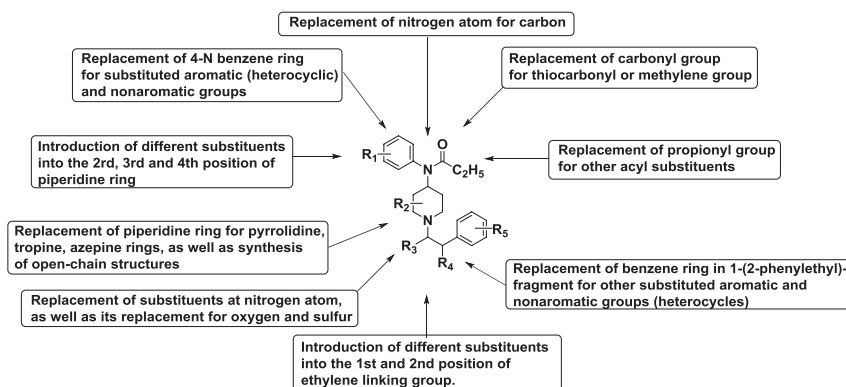 Replacement of nitrogen atom for carbon
Replacement of 4-N benzene ring
for substituted aromatic (heterocyclic)
and nonaromatic groups
Replacement of carbonyl group
for thiocarbonyl or methylene group
Introduction of different substituents
into the 2rd, 3rd and 4th position of
piperidine ring
Replacement of propionyl group
for other acyl substituents
R1
O
N
C2H5
R2
N
R3
R4
R5
Replacement of piperidine ring for pyrrolidine,
tropine, azepine rings, as well as synthesis
of open-chain structures
Replacement of benzene ring in 1-(2-phenylethyl)-
fragment for other substituted aromatic and
nonaromatic groups (heterocycles)
Replacement of substituents at nitrogen atom,
as well as its replacement for oxygen and sulfur
Introduction of different substituents
into the 1st and 2nd position of
ethylene linking group.